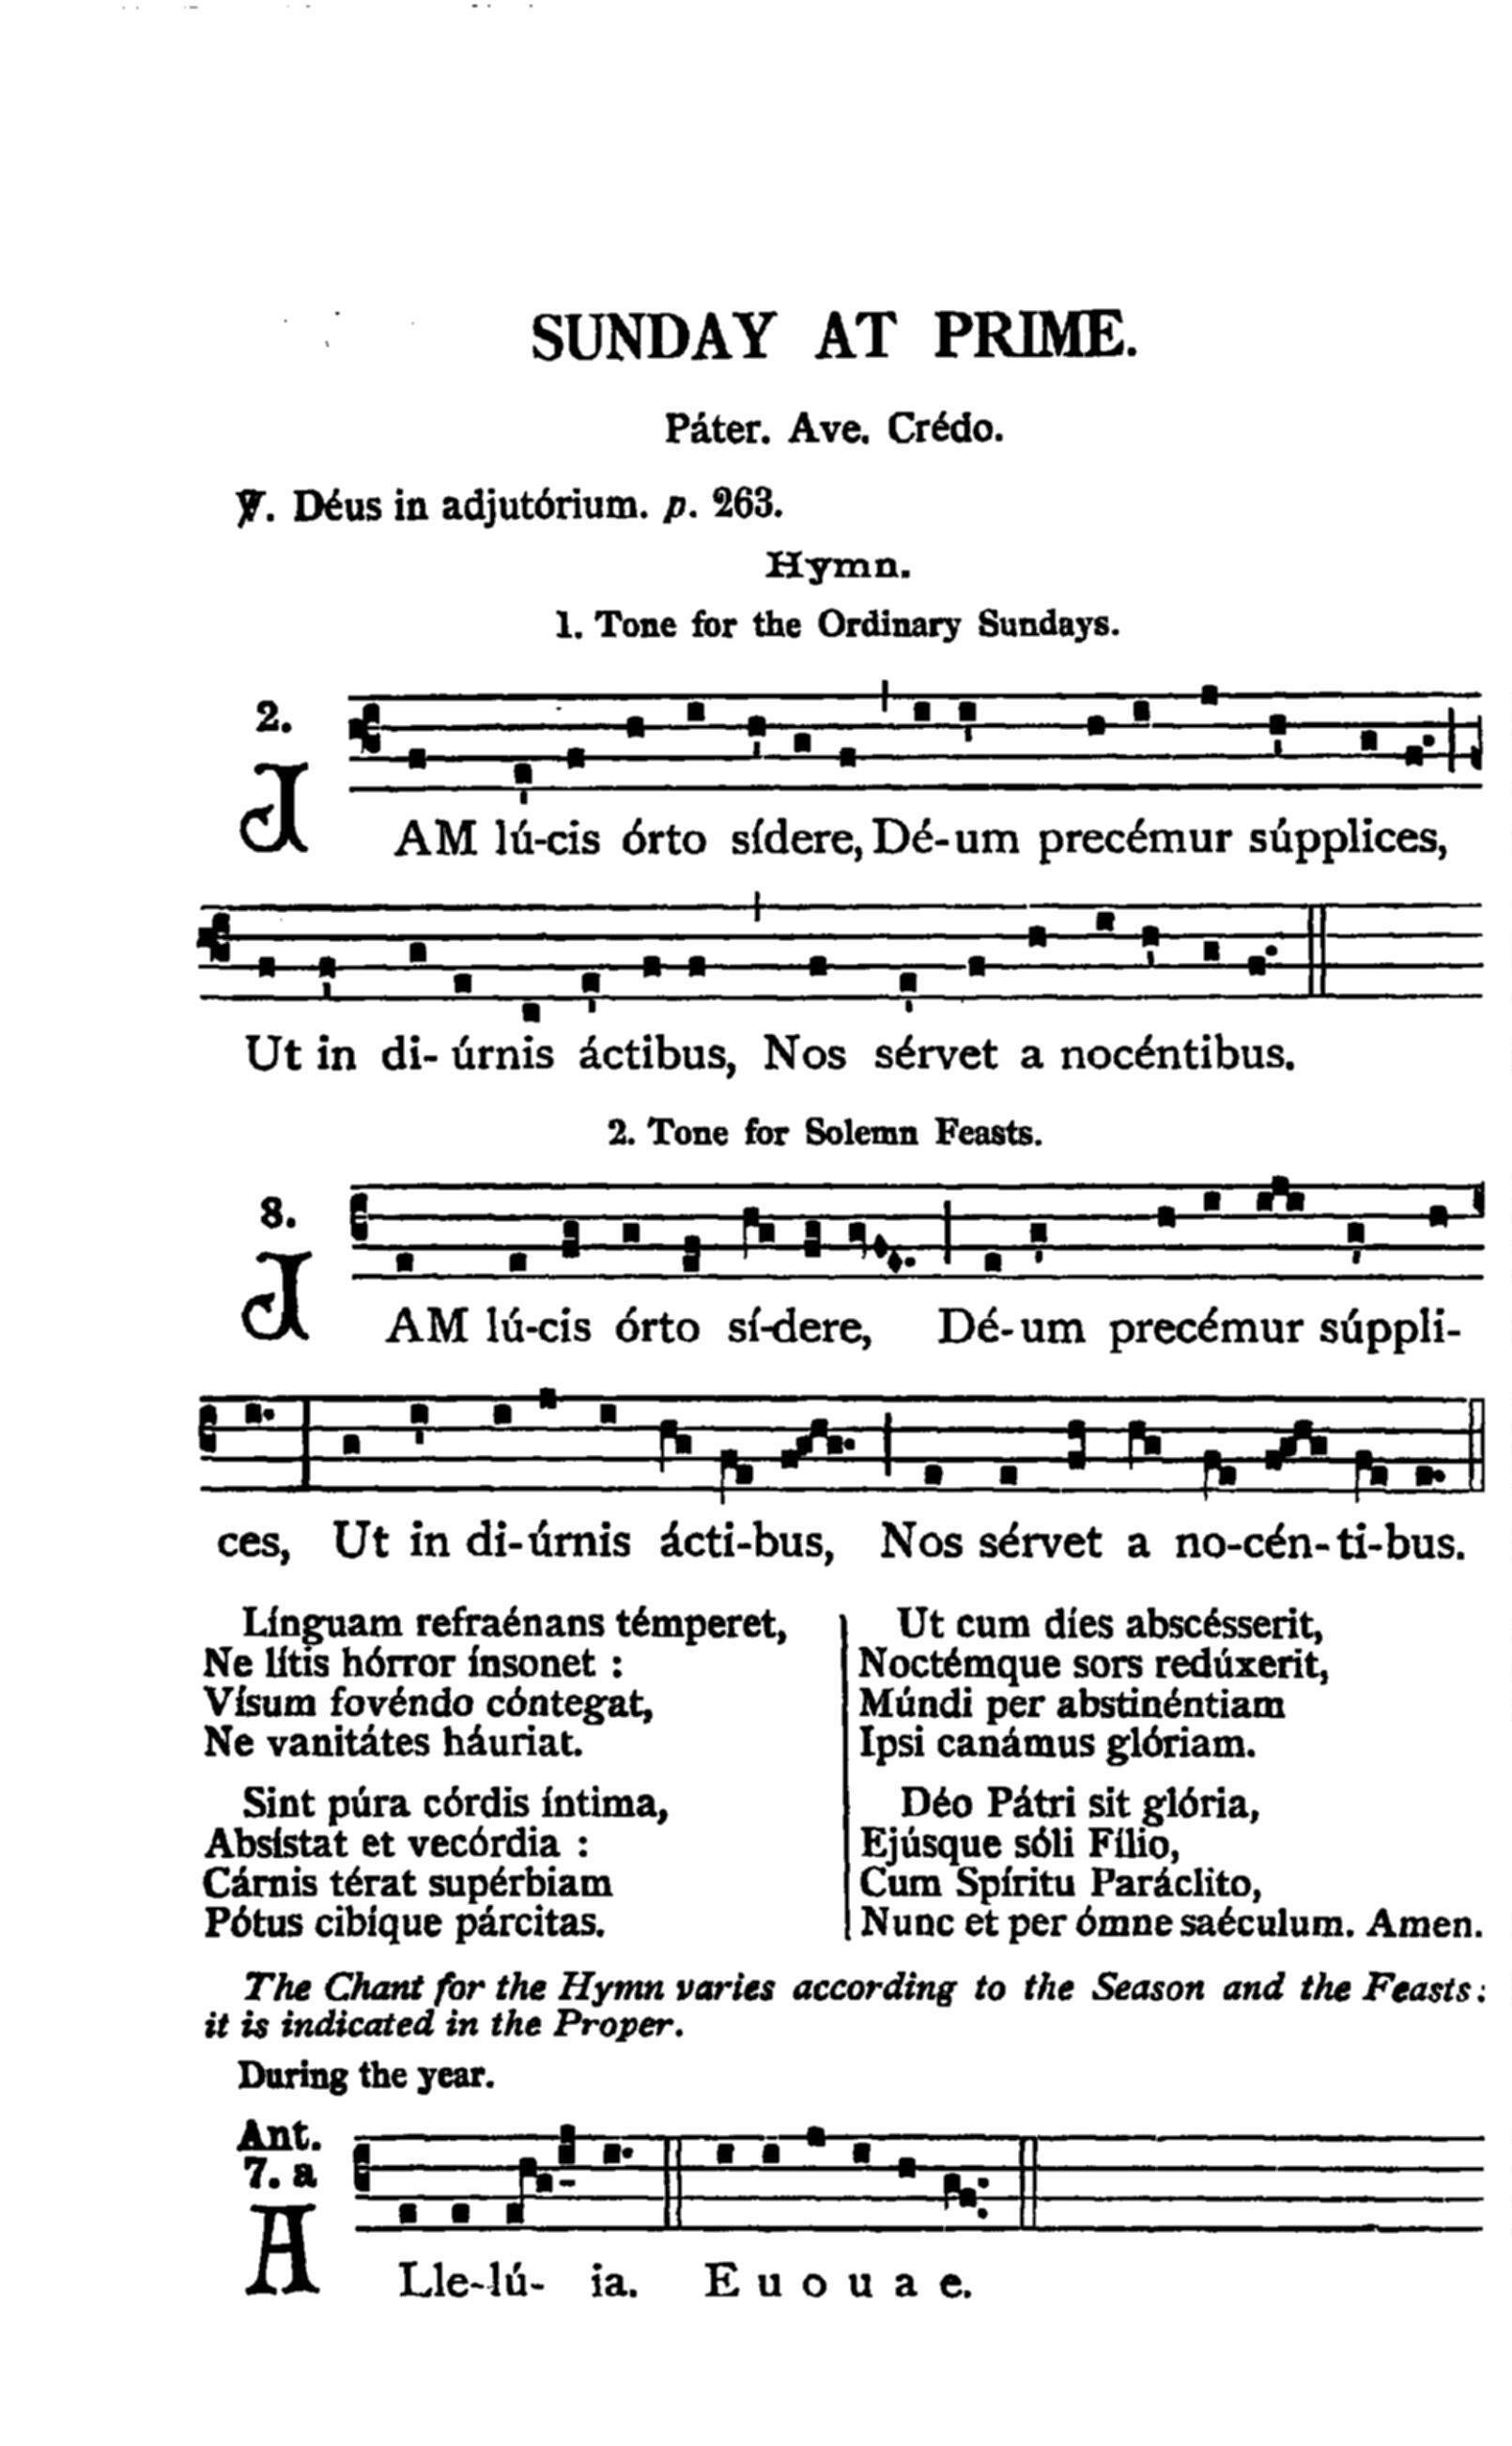 SUNDAY AT PRIME.
Páter. Ave. Crédo.
℣. Déus in adjutórium. p. 263.
Hymn.
1. Tone for the Ordinary Sundays.
2.
JAM lú-cis órto sídere, Dé-um precémur súpplices,
Ut in di-úrnis áctibus, Nos sérvet a nocéntibus.
2. Tone for Solemn Feasts.
8.
JAM lú-cis órto sí-dere, Dé-um precémur súppli-
ces, Ut in di-úrnis ácti-bus, Nos sérvet a no-cén-ti-bus.
Línguam refraénans témperet,
Ne lítis hórror ínsonet :
Vísum fovéndo cóntegat,
Ne vanitátes háuriat.
Sint púra córdis íntima,
Absístat et vecórdia :
Cárnis térat supérbiam
Pótus cibíque párcitas.
Ut cum díes abscésserit,
Noctémque sors redúxerit,
Múndi per abstinéntiam
Ipsi canámus glóriam.
Déo Pátri sit glória,
Ejúsque sóli Fílio,
Cum Spíritu Paráclito,
Nunc et per ómne saéculum. Amen.
The Chant for the Hymn varies according to the Season and the Feasts:
it is indicated in the Proper.
During the year.
Ant.
7. a
ALle-lú- ia. E u o u a e.